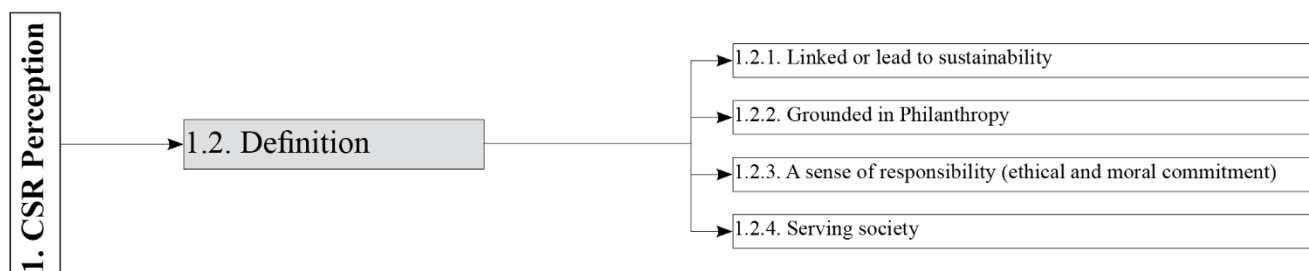 1. CSR Perception
1.2. Definition
1.2.1. Linked or lead to sustainability
1.2.2. Grounded in Philanthropy
1.2.3. A sense of responsibility (ethical and moral commitment)
1.2.4. Serving society